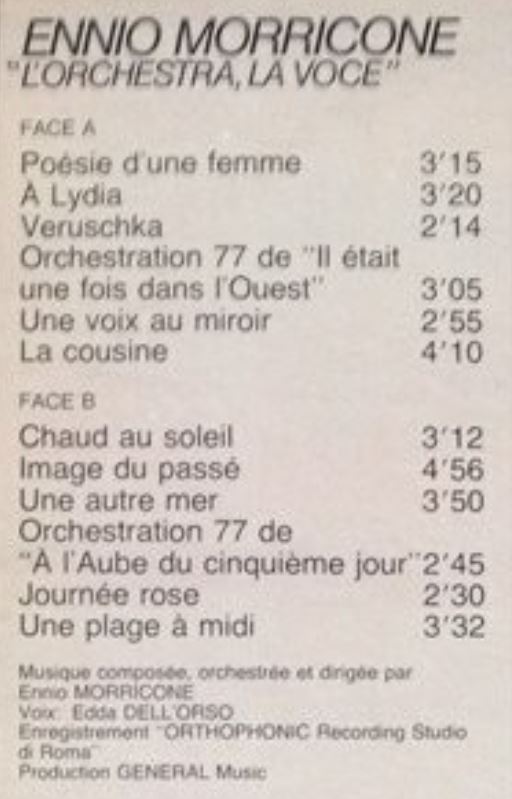 ENNIO MORRICONE
"L'ORCHESTRA, LA VOCE"
FACE A
Poésie d'une femme 3'15
À Lydia 3'20
Veruschka 2'14
Orchestration 77 de "Il était
une fois dans l'Ouest" 3'05
Une voix au miroir 2'55
La cousine 4'10
FACE B
Chaud au soleil 3'12
Image du passé 4'56
Une autre mer 3'50
Orchestration 77 de
"À l'Aube du cinquième jour" 2'45
Journée rose 2'30
Une plage à midi 3'32
Musique composée, orchestrée et dirigée par
Ennio MORRICONE
Voix: Edda DELL'ORSO
Enregistrement "ORTHOPHONIC Recording Studio
di Roma"
Production GENERAL Music